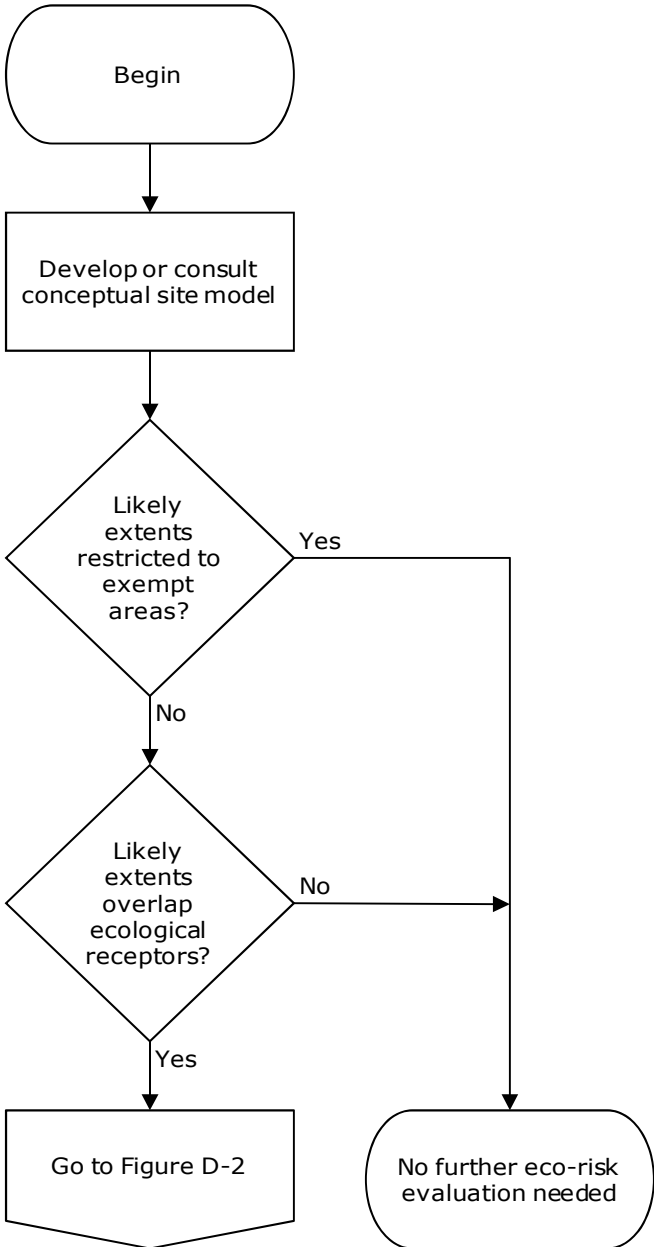 Begin
Develop or consult
conceptual site model
Likely
extents
restricted to
exempt
areas?
Yes
No
Likely
extents
overlap
ecological
receptors?
No
Yes
Go to Figure D-2
No further eco-risk
evaluation needed